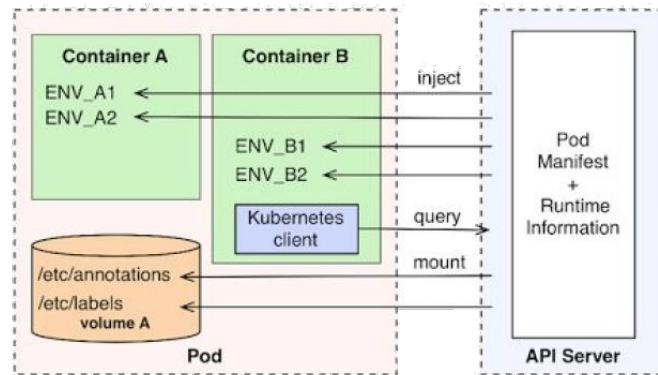 Container A
ENV_A1
ENV_A2
Container B
ENV_B1
ENV_B2
Kubernetes
client
/etc/annotations
/etc/labels
volume A
Pod
inject
query
mount
Pod
Manifest
+
Runtime
Information
API Server